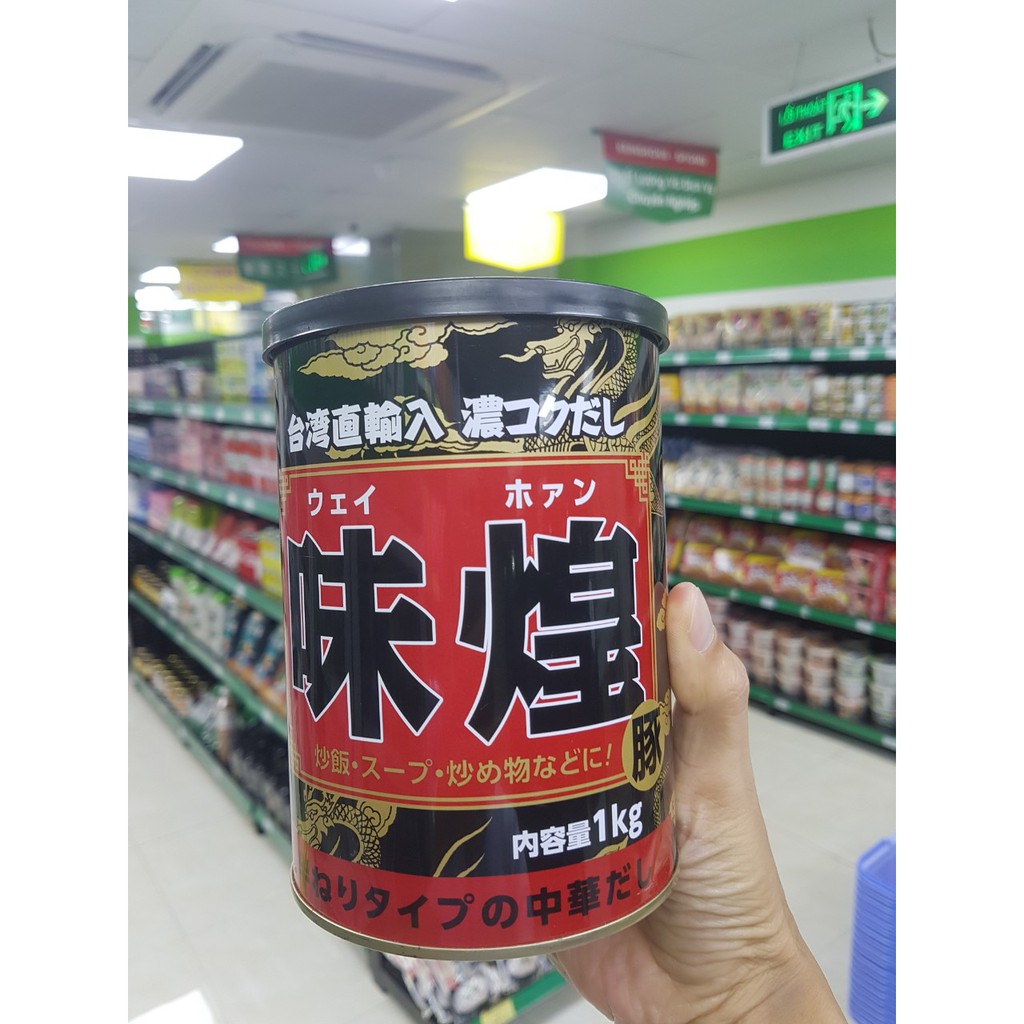 LỐI THOÁT
EXIT
台湾直輸入 濃コクだし
ウェイ ホァン
味煌
豚
炒飯・スープ・炒め物などに!
内容量1kg
ねりタイプの中華だし